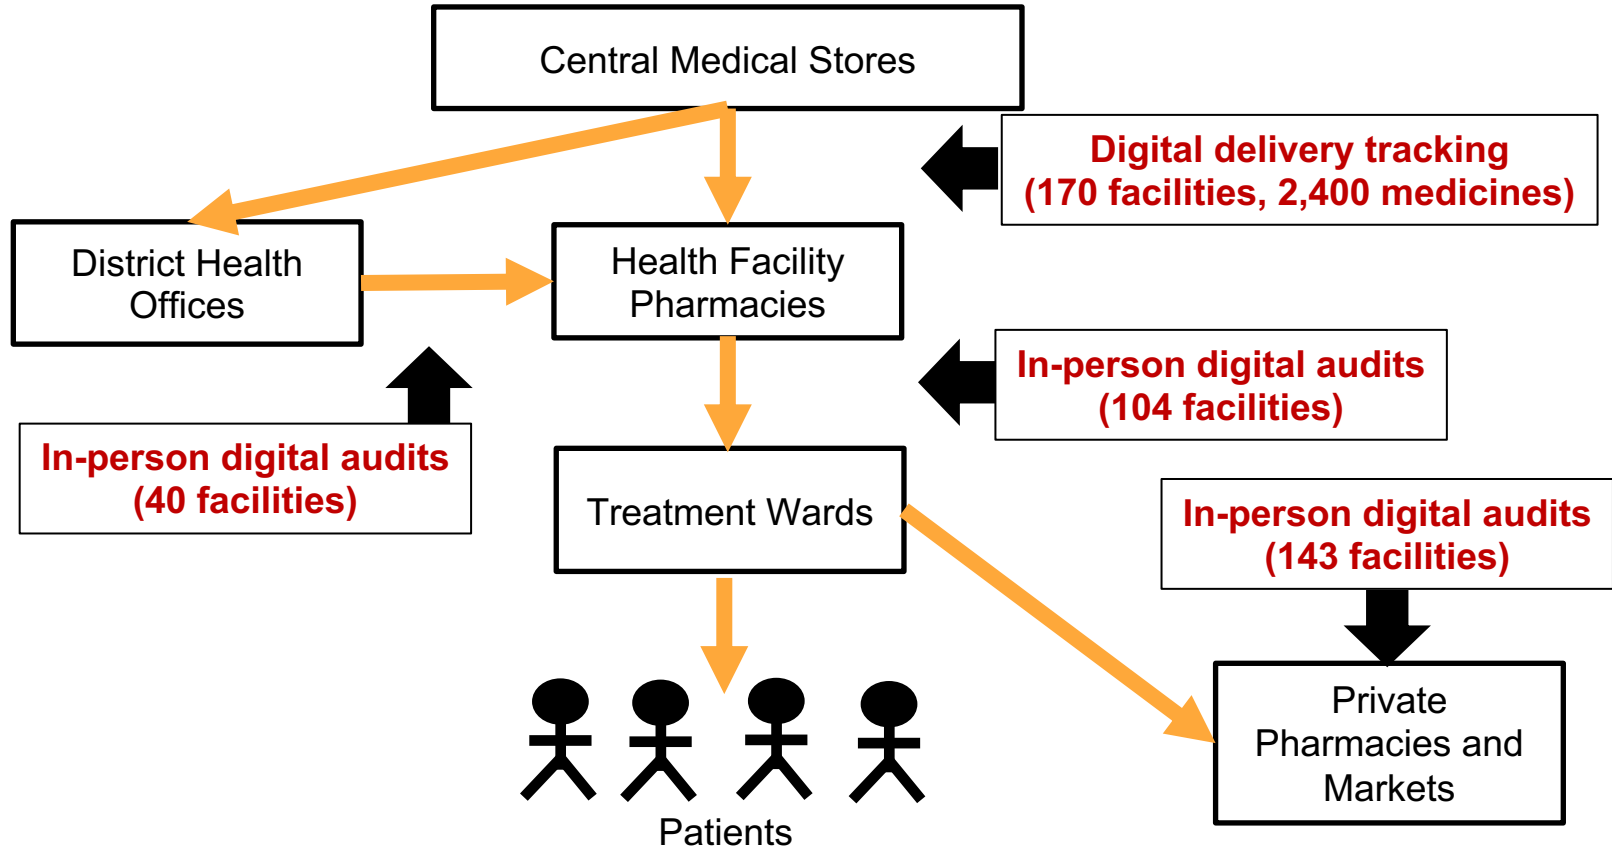 Central Medical Stores
Digital delivery tracking
(170 facilities, 2,400 medicines)
District Health
Offices
Health Facility
Pharmacies
In-person digital audits
(104 facilities)
In-person digital audits
(40 facilities)
Treatment Wards
In-person digital audits
(143 facilities)
Private
Pharmacies and
Markets
Patients